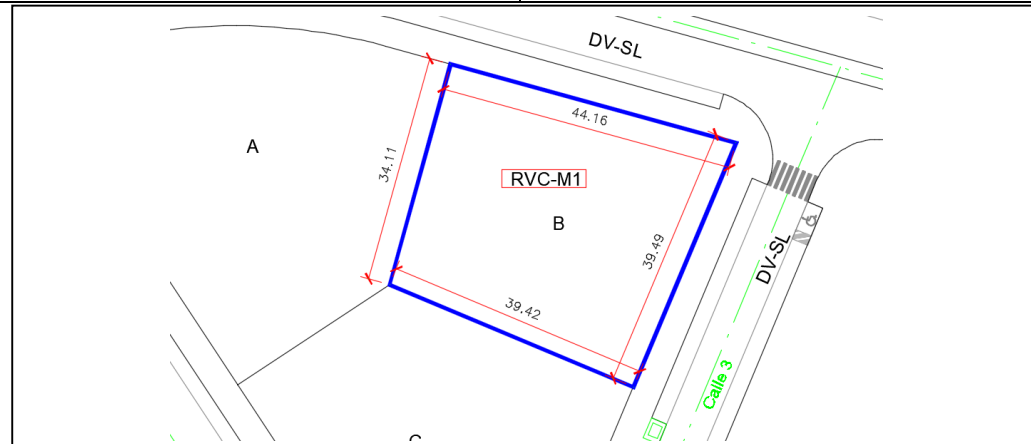 DV-SL
44.16
A
34.11
RVC-M1
B
39.49
DV-SL
39.42
Calle 3